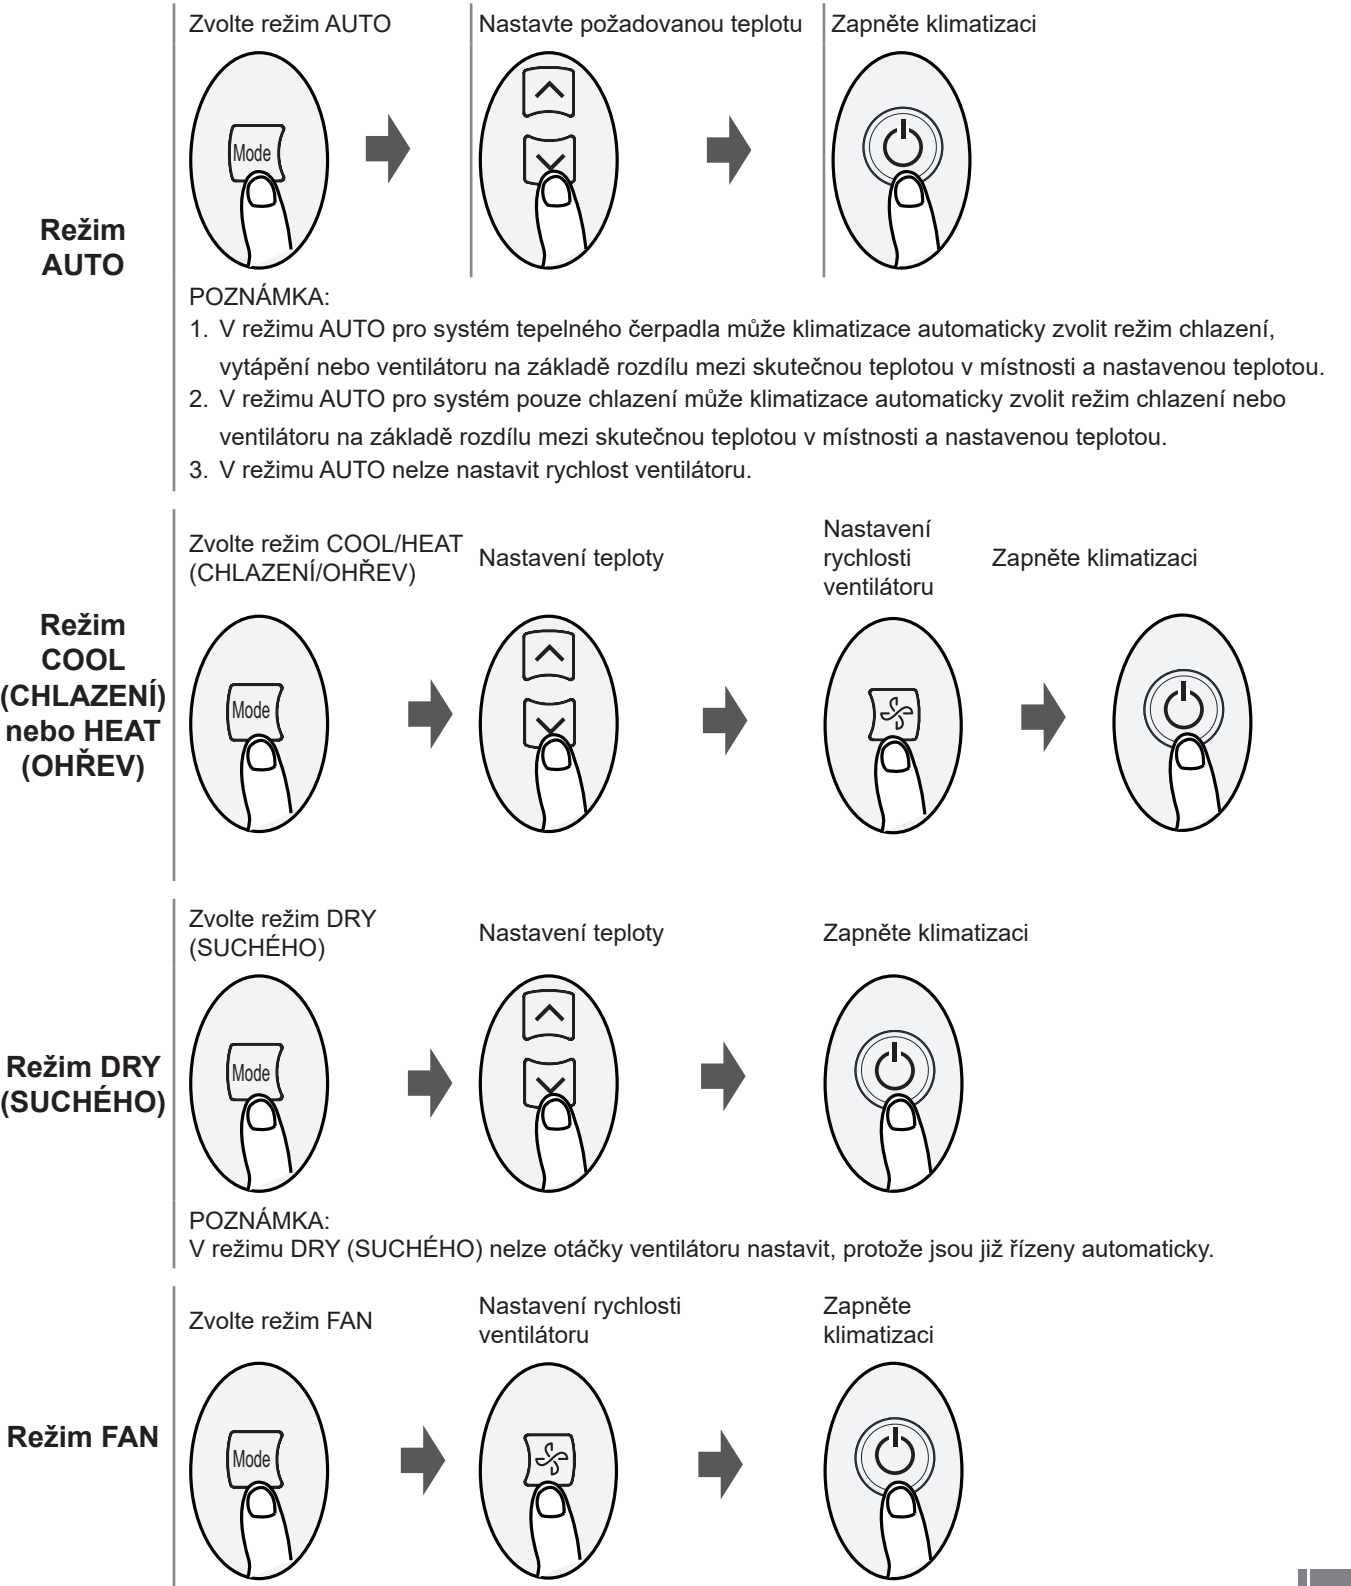 Režim
AUTO
Zvolte režim AUTO
Nastavte požadovanou teplotu
Zapněte klimatizaci
Mode
POZNÁMKA:
1. V režimu AUTO pro systém tepelného čerpadla může klimatizace automaticky zvolit režim chlazení,
vytápění nebo ventilátoru na základě rozdílu mezi skutečnou teplotou v místnosti a nastavenou teplotou.
2. V režimu AUTO pro systém pouze chlazení může klimatizace automaticky zvolit režim chlazení nebo
ventilátoru na základě rozdílu mezi skutečnou teplotou v místnosti a nastavenou teplotou.
3. V režimu AUTO nelze nastavit rychlost ventilátoru.
Režim
COOL
(CHLAZENÍ)
nebo HEAT
(OHŘEV)
Zvolte režim COOL/HEAT
(CHLAZENÍ/OHŘEV)
Nastavení teploty
Nastavení
rychlosti
ventilátoru
Zapněte klimatizaci
Mode
Režim DRY
(SUCHÉHO)
Zvolte režim DRY
(SUCHÉHO)
Nastavení teploty
Zapněte klimatizaci
Mode
POZNÁMKA:
V režimu DRY (SUCHÉHO) nelze otáčky ventilátoru nastavit, protože jsou již řízeny automaticky.
Režim FAN
Zvolte režim FAN
Nastavení rychlosti
ventilátoru
Zapněte
klimatizaci
Mode